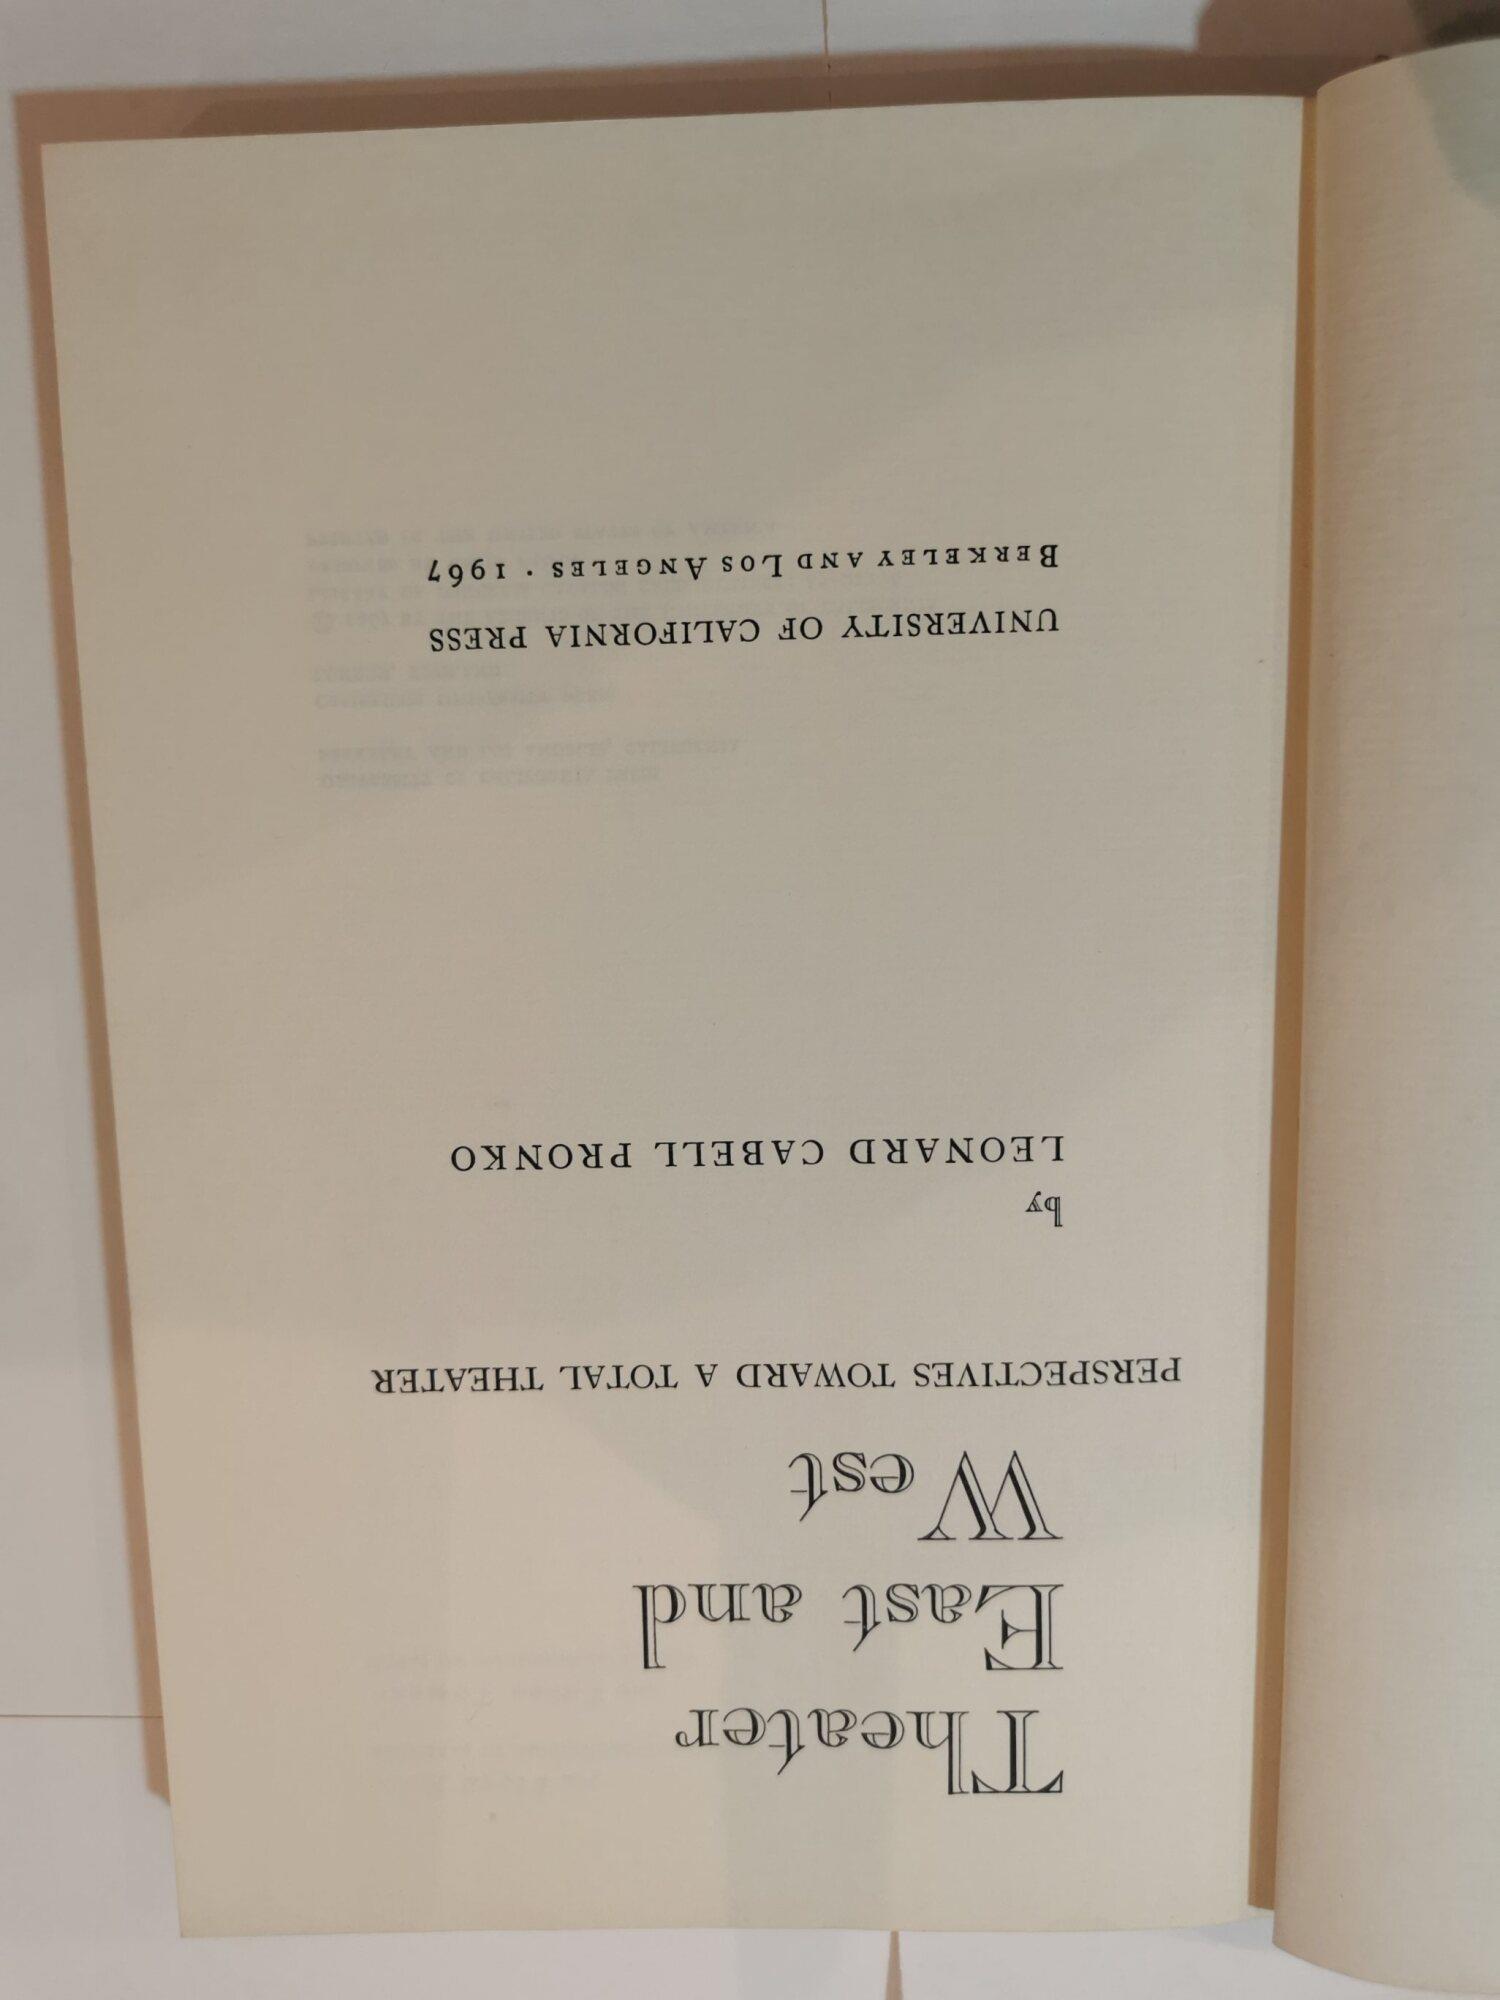 Theater
East and
West
PERSPECTIVES TOWARD A TOTAL THEATER
by
LEONARD CABELL PRONKO
UNIVERSITY OF CALIFORNIA PRESS
BERKELEY AND LOS ANGELES · 1967